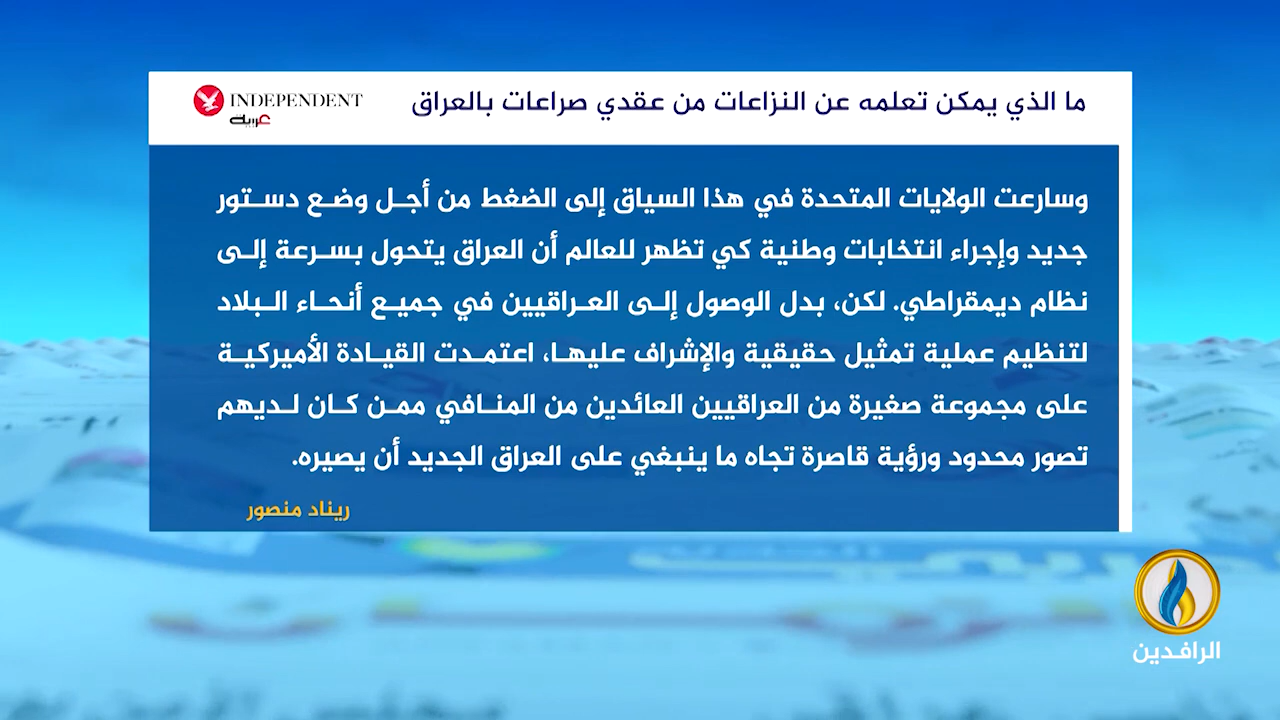 ما الذي يمكن تعلمه عن النزاعات من عقدي صراعات بالعراق
INDEPENDENT
عربية
وسارعت الولايات المتحدة في هذا السياق إلى الضغط من أجل وضع دستور
جديد وإجراء انتخابات وطنية كي تظهر للعالم أن العراق يتحول بسرعة إلى
نظام ديمقراطي. لكن، بدل الوصول إلى العراقيين في جميع أنحاء البلاد
لتنظيم عملية تمثيل حقيقية والإشراف عليها، اعتمدت القيادة الأميركية
على مجموعة صغيرة من العراقيين العائدين من المنافي ممن كان لديهم
تصور محدود ورؤية قاصرة تجاه ما ينبغي على العراق الجديد أن يصيره.
ريناد منصور
الرافدين